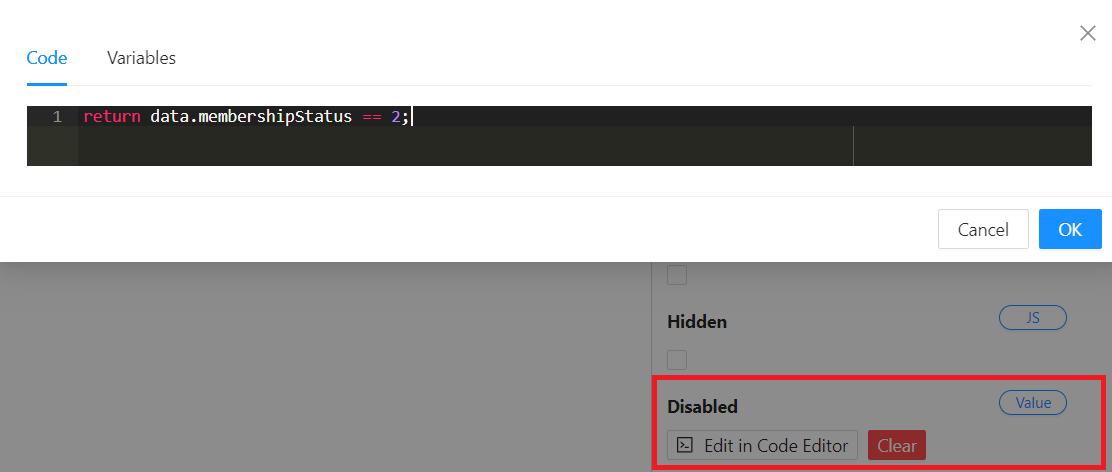 Code Variables
1 return data.membershipStatus == 2;
Cancel OK
Hidden JS
Disabled Value
Edit in Code Editor Clear